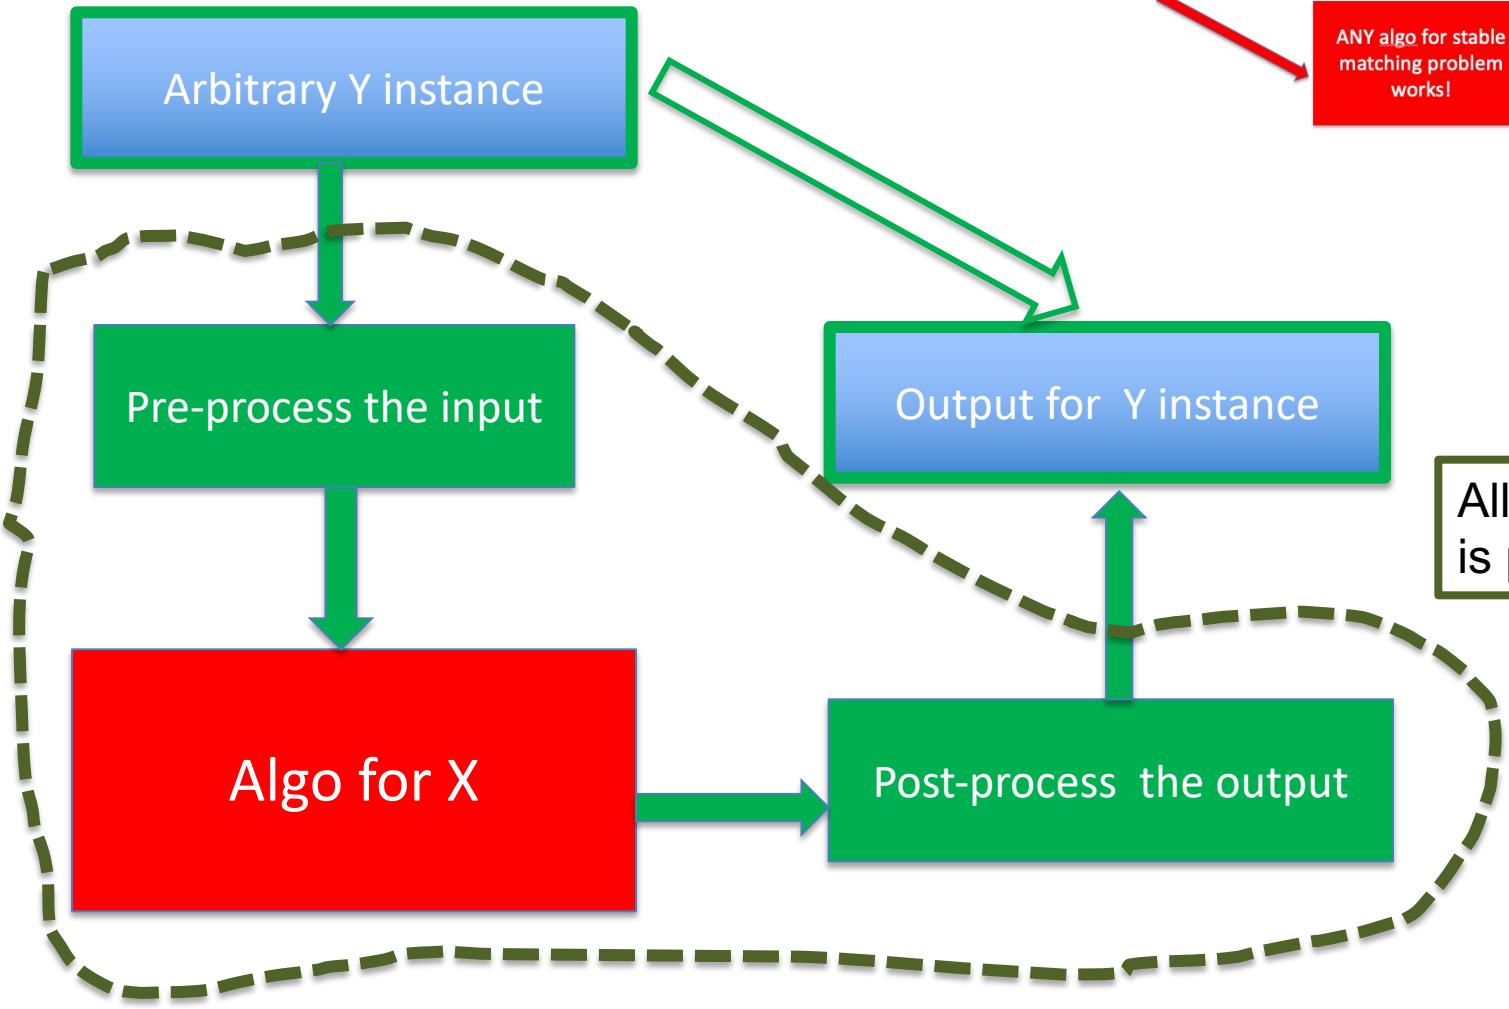 Arbitrary Y instance
ANY algo for stable
matching problem
works!
Pre-process the input
Output for Y instance
All
is
Algo for X
Post-process the output